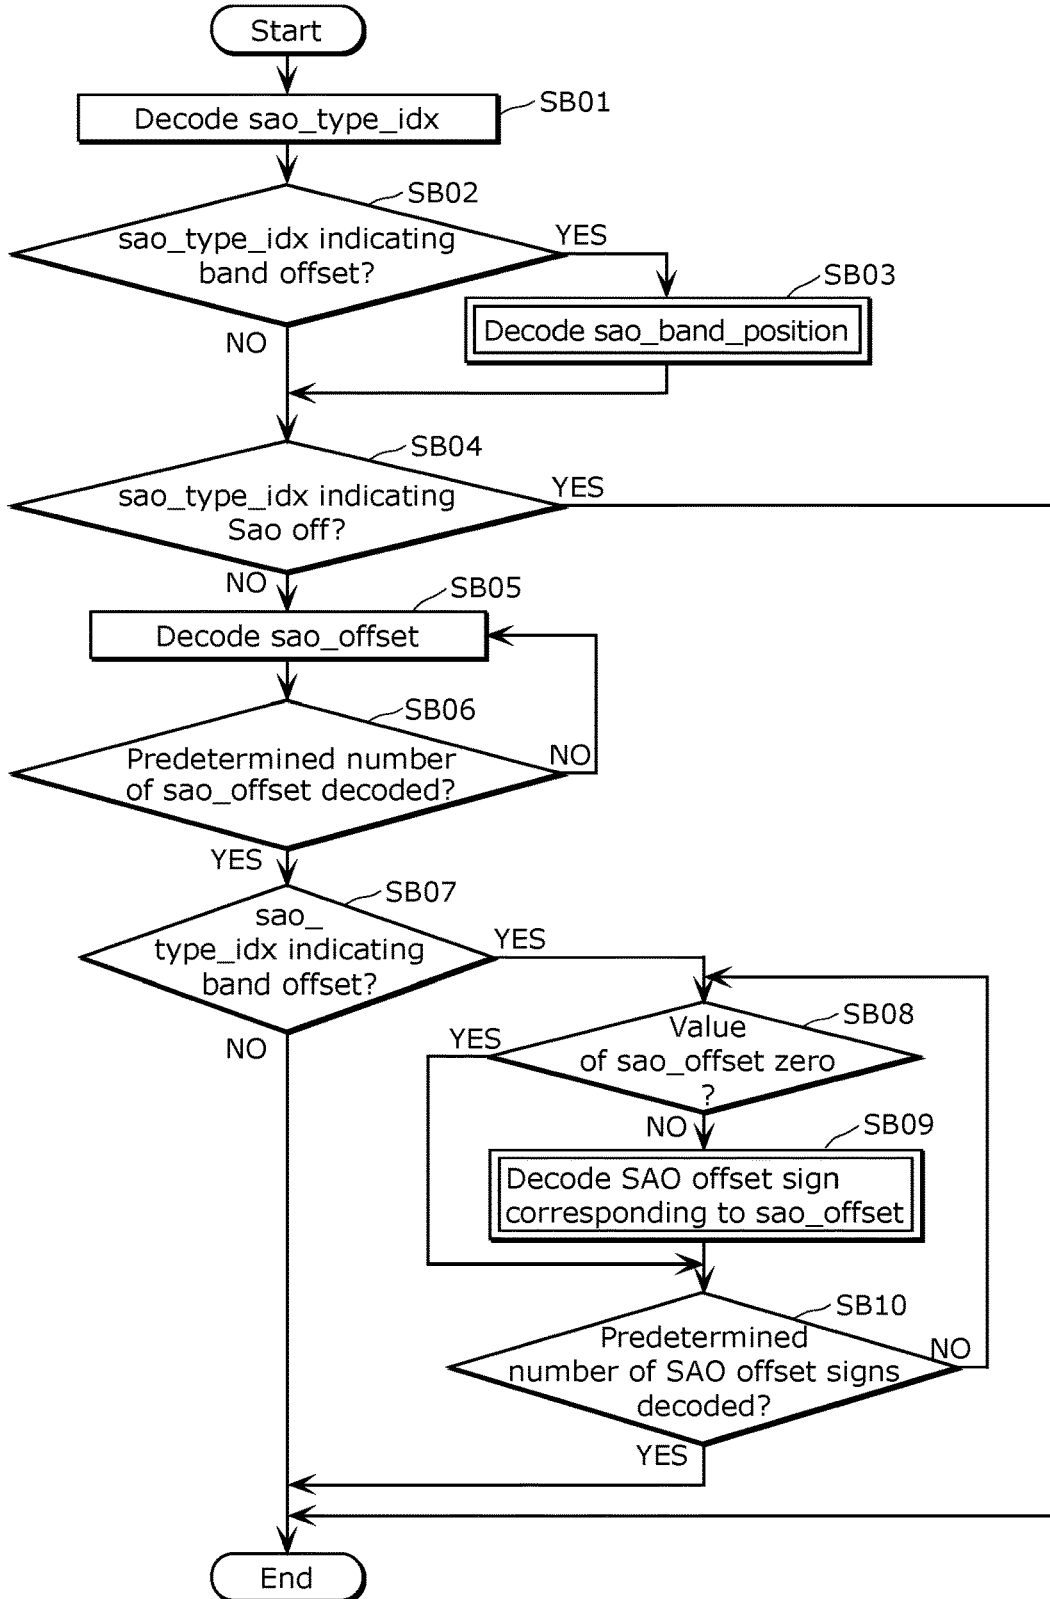 Start
SB01
Decode sao_type_idx
SB02
sao_type_idx indicating
band offset?
YES
NO
SB03
Decode sao_band_position
SB04
sao_type_idx indicating
Sao off?
YES
NO
SB05
Decode sao_offset
SB06
Predetermined number
of sao_offset decoded?
NO
YES
SB07
sao_
type_idx indicating
band offset?
YES
NO
SB08
Value
of sao_offset zero
?
YES
NO
SB09
Decode SAO offset sign
corresponding to sao_offset
SB10
Predetermined
number of SAO offset signs
decoded?
NO
YES
End